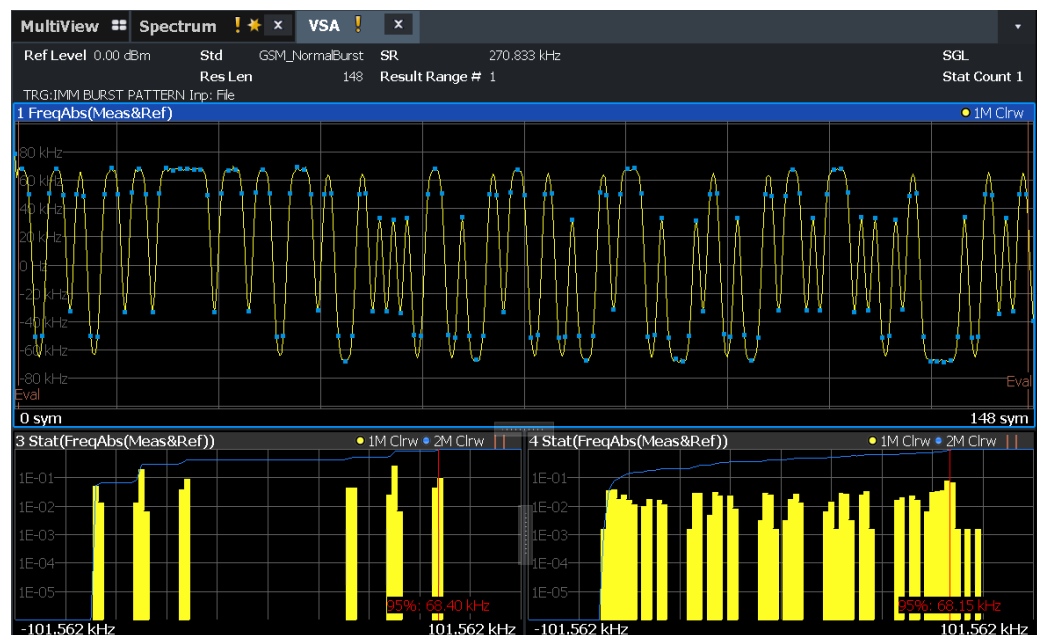 MultiView Spectrum ! x VSA ! x
Ref Level 0.00 dBm Std GSM_NormalBurst SR 270.833 kHz SGL
Res Len 148 Result Range # 1 Stat Count 1
TRG:IMM BURST PATTERN Inp: File
1 FreqAbs(Meas&Ref) 1M Clrw
80 kHz
60 kHz
40 kHz
20 kHz
0 Hz
-20 kHz
-40 kHz
-60 kHz
-80 kHz
Eval Eval
0 sym 148 sym
3 Stat(FreqAbs(Meas&Ref)) 1M Clrw 2M Clrw
1E-01
1E-02
1E-03
1E-04
1E-05
95%: 68.40 kHz
-101.562 kHz 101.562 kHz
4 Stat(FreqAbs(Meas&Ref)) 1M Clrw 2M Clrw
1E-01
1E-02
1E-03
1E-04
1E-05
95%: 68.15 kHz
-101.562 kHz 101.562 kHz